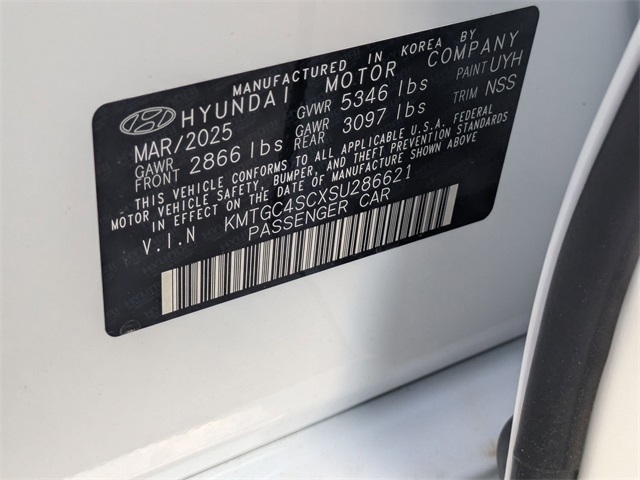 MANUFACTURED IN KOREA BY
HYUNDAI MOTOR COMPANY
MAR/2025 GVWR 5346 lbs PAINT UYH
GAWR FRONT 2866 lbs GAWR REAR 3097 lbs TRIM NSS
THIS VEHICLE CONFORMS TO ALL APPLICABLE U.S.A. FEDERAL
MOTOR VEHICLE SAFETY, BUMPER, AND THEFT PREVENTION STANDARDS
IN EFFECT ON THE DATE OF MANUFACTURE SHOWN ABOVE
V.I.N KMTGC4SCXSU286621
PASSENGER CAR